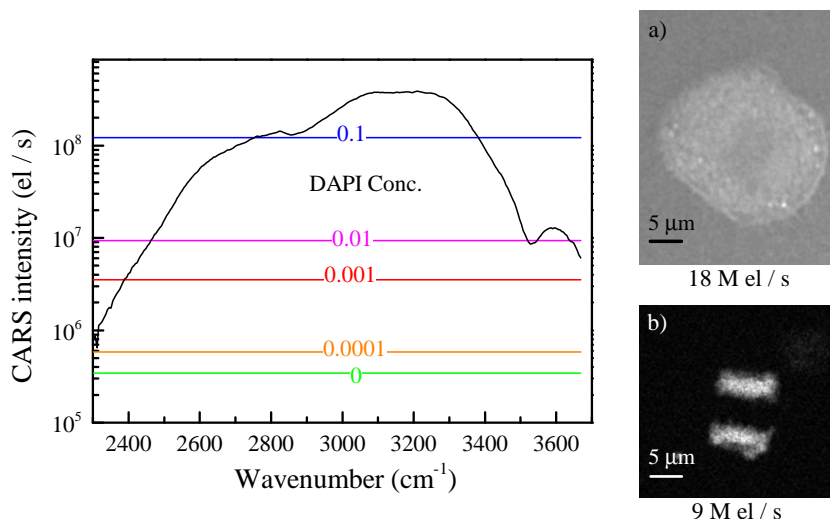 CARS intensity (el / s)
10^8
10^7
10^6
10^5
0.1
DAPI Conc.
0.01
0.001
0.0001
0
2400 2600 2800 3000 3200 3400 3600
Wavenumber (cm^-1)
a)
5 μm
18 M el / s
b)
5 μm
9 M el / s